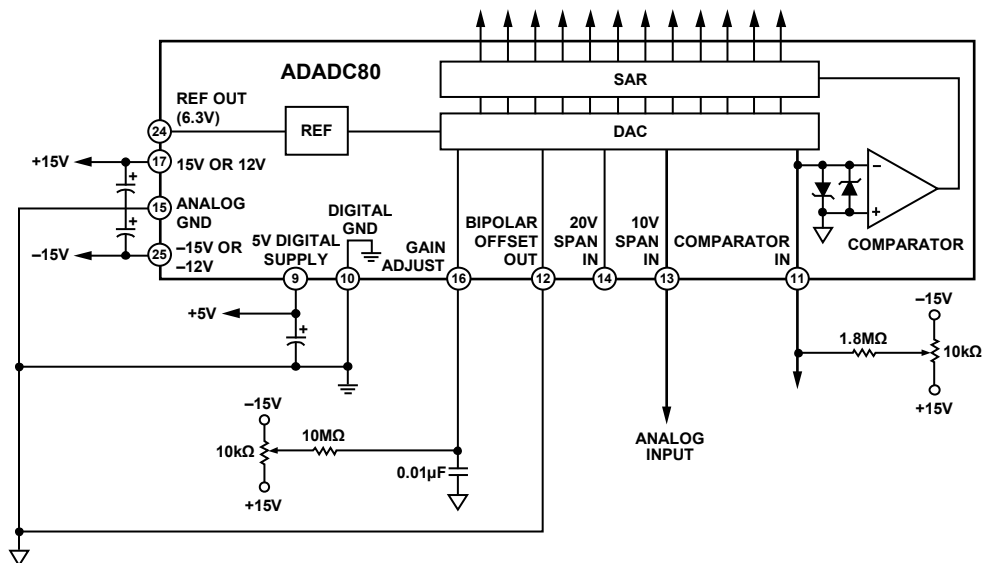 ADADC80
SAR
DAC
REF
REF OUT
(6.3V)
24
+15V
17
15V OR 12V
15
ANALOG
GND
–15V
25
–15V OR
–12V
5V DIGITAL
SUPPLY
DIGITAL
GND
GAIN
ADJUST
BIPOLAR
OFFSET
OUT
20V
SPAN
IN
10V
SPAN
IN
COMPARATOR
IN
–
+
COMPARATOR
9
10
16
12
14
13
11
+5V
+
+
+
–15V
1.8MΩ
10kΩ
+15V
–15V
10kΩ
10MΩ
+15V
0.01µF
ANALOG
INPUT